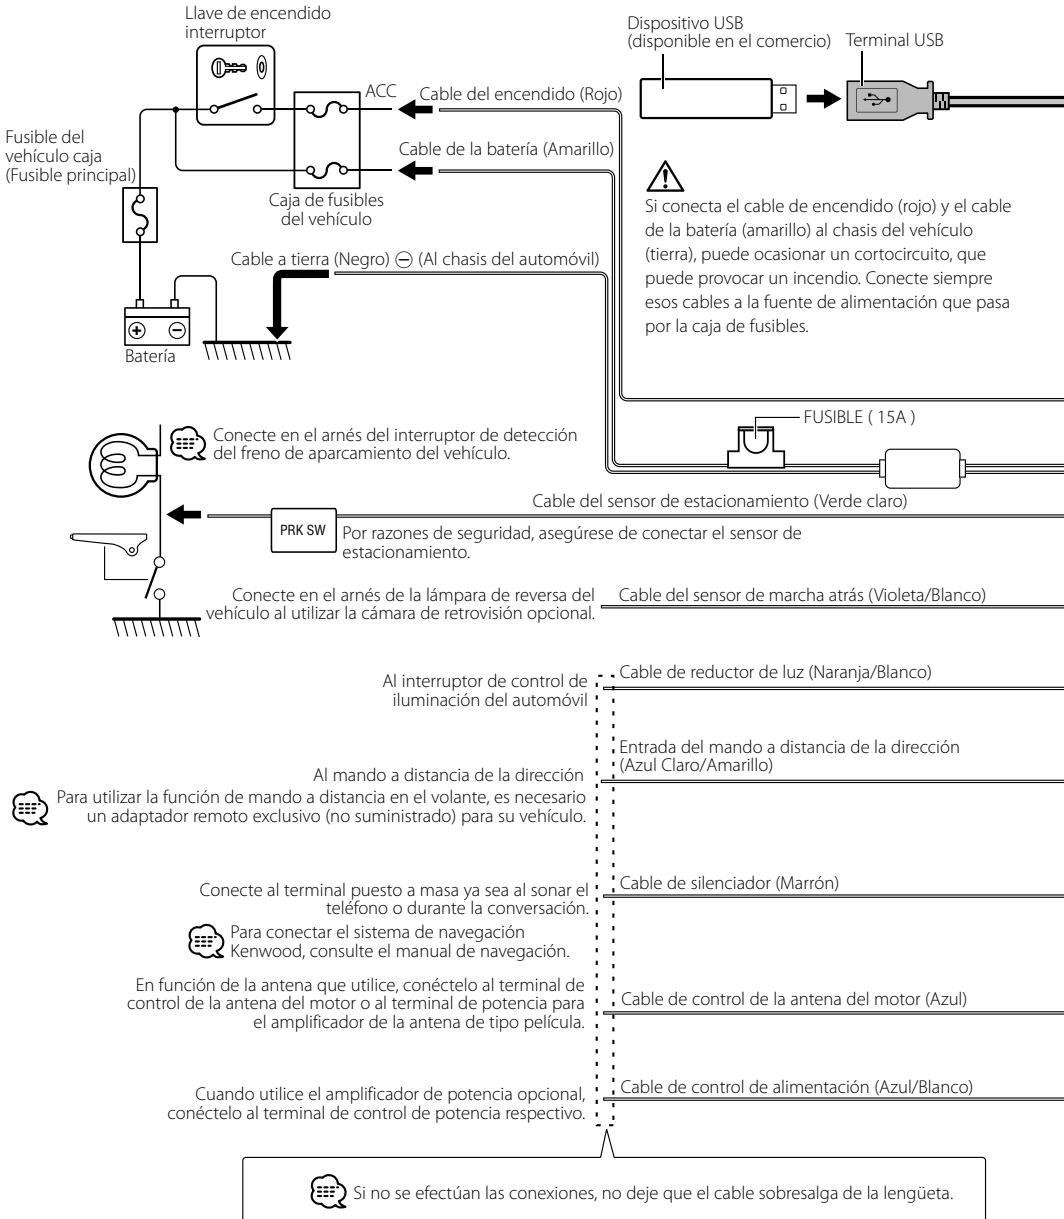 Llave de encendido
interruptor
Dispositivo USB
(disponible en el comercio)
Terminal USB
ACC
Cable del encendido (Rojo)
Fusible del
vehículo caja
(Fusible principal)
Cable de la batería (Amarillo)
Caja de fusibles
del vehículo
Si conecta el cable de encendido (rojo) y el cable
de la batería (amarillo) al chasis del vehículo
(tierra), puede ocasionar un cortocircuito, que
puede provocar un incendio. Conecte siempre
esos cables a la fuente de alimentación que pasa
por la caja de fusibles.
Cable a tierra (Negro) ⊖ (Al chasis del automóvil)
Batería
FUSIBLE ( 15A )
Conecte en el arnés del interruptor de detección
del freno de aparcamiento del vehículo.
Cable del sensor de estacionamiento (Verde claro)
PRK SW
Por razones de seguridad, asegúrese de conectar el sensor de
estacionamiento.
Conecte en el arnés de la lámpara de reversa del
vehículo al utilizar la cámara de retrovisión opcional.
Cable del sensor de marcha atrás (Violeta/Blanco)
Al interruptor de control de
iluminación del automóvil
Cable de reductor de luz (Naranja/Blanco)
Entrada del mando a distancia de la dirección
(Azul Claro/Amarillo)
Al mando a distancia de la dirección
Para utilizar la función de mando a distancia en el volante, es necesario
un adaptador remoto exclusivo (no suministrado) para su vehículo.
Cable de silenciador (Marrón)
Conecte al terminal puesto a masa ya sea al sonar el
teléfono o durante la conversación.
Para conectar el sistema de navegación
Kenwood, consulte el manual de navegación.
En función de la antena que utilice, conéctelo al terminal de
control de la antena del motor o al terminal de potencia para
el amplificador de la antena de tipo película.
Cable de control de la antena del motor (Azul)
Cuando utilice el amplificador de potencia opcional,
conéctelo al terminal de control de potencia respectivo.
Cable de control de alimentación (Azul/Blanco)
Si no se efectúan las conexiones, no deje que el cable sobresalga de la lengüeta.